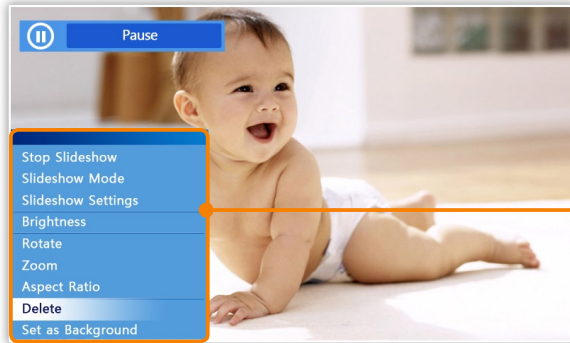 Pause
Stop Slideshow
Slideshow Mode
Slideshow Settings
Brightness
Rotate
Zoom
Aspect Ratio
Delete
Set as Background